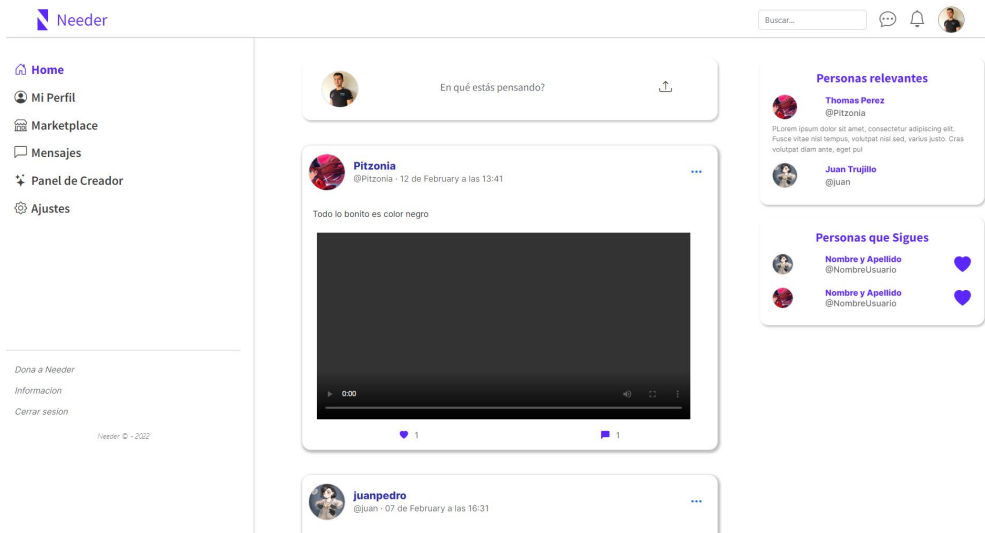 Needer
Buscar...
Home
Mi Perfil
Marketplace
Mensajes
Panel de Creador
Ajustes
Dona a Needer
Informacion
Cerrar sesion
Needer © - 2022
En qué estás pensando?
Pitzonia
@Pitzonia · 12 de February a las 13:41
Todo lo bonito es color negro
0:00
1
1
juanpedro
@juan · 07 de February a las 16:31
Personas relevantes
Thomas Perez
@Pitzonia
PLorem ipsum dolor sit amet, consectetur adipiscing elit.
Fusce vitae nisl tempus, volutpat nisl sed, varius justo. Cras
volutpat diam ante, eget pul
Juan Trujillo
@juan
Personas que Sigues
Nombre y Apellido
@NombreUsuario
Nombre y Apellido
@NombreUsuario